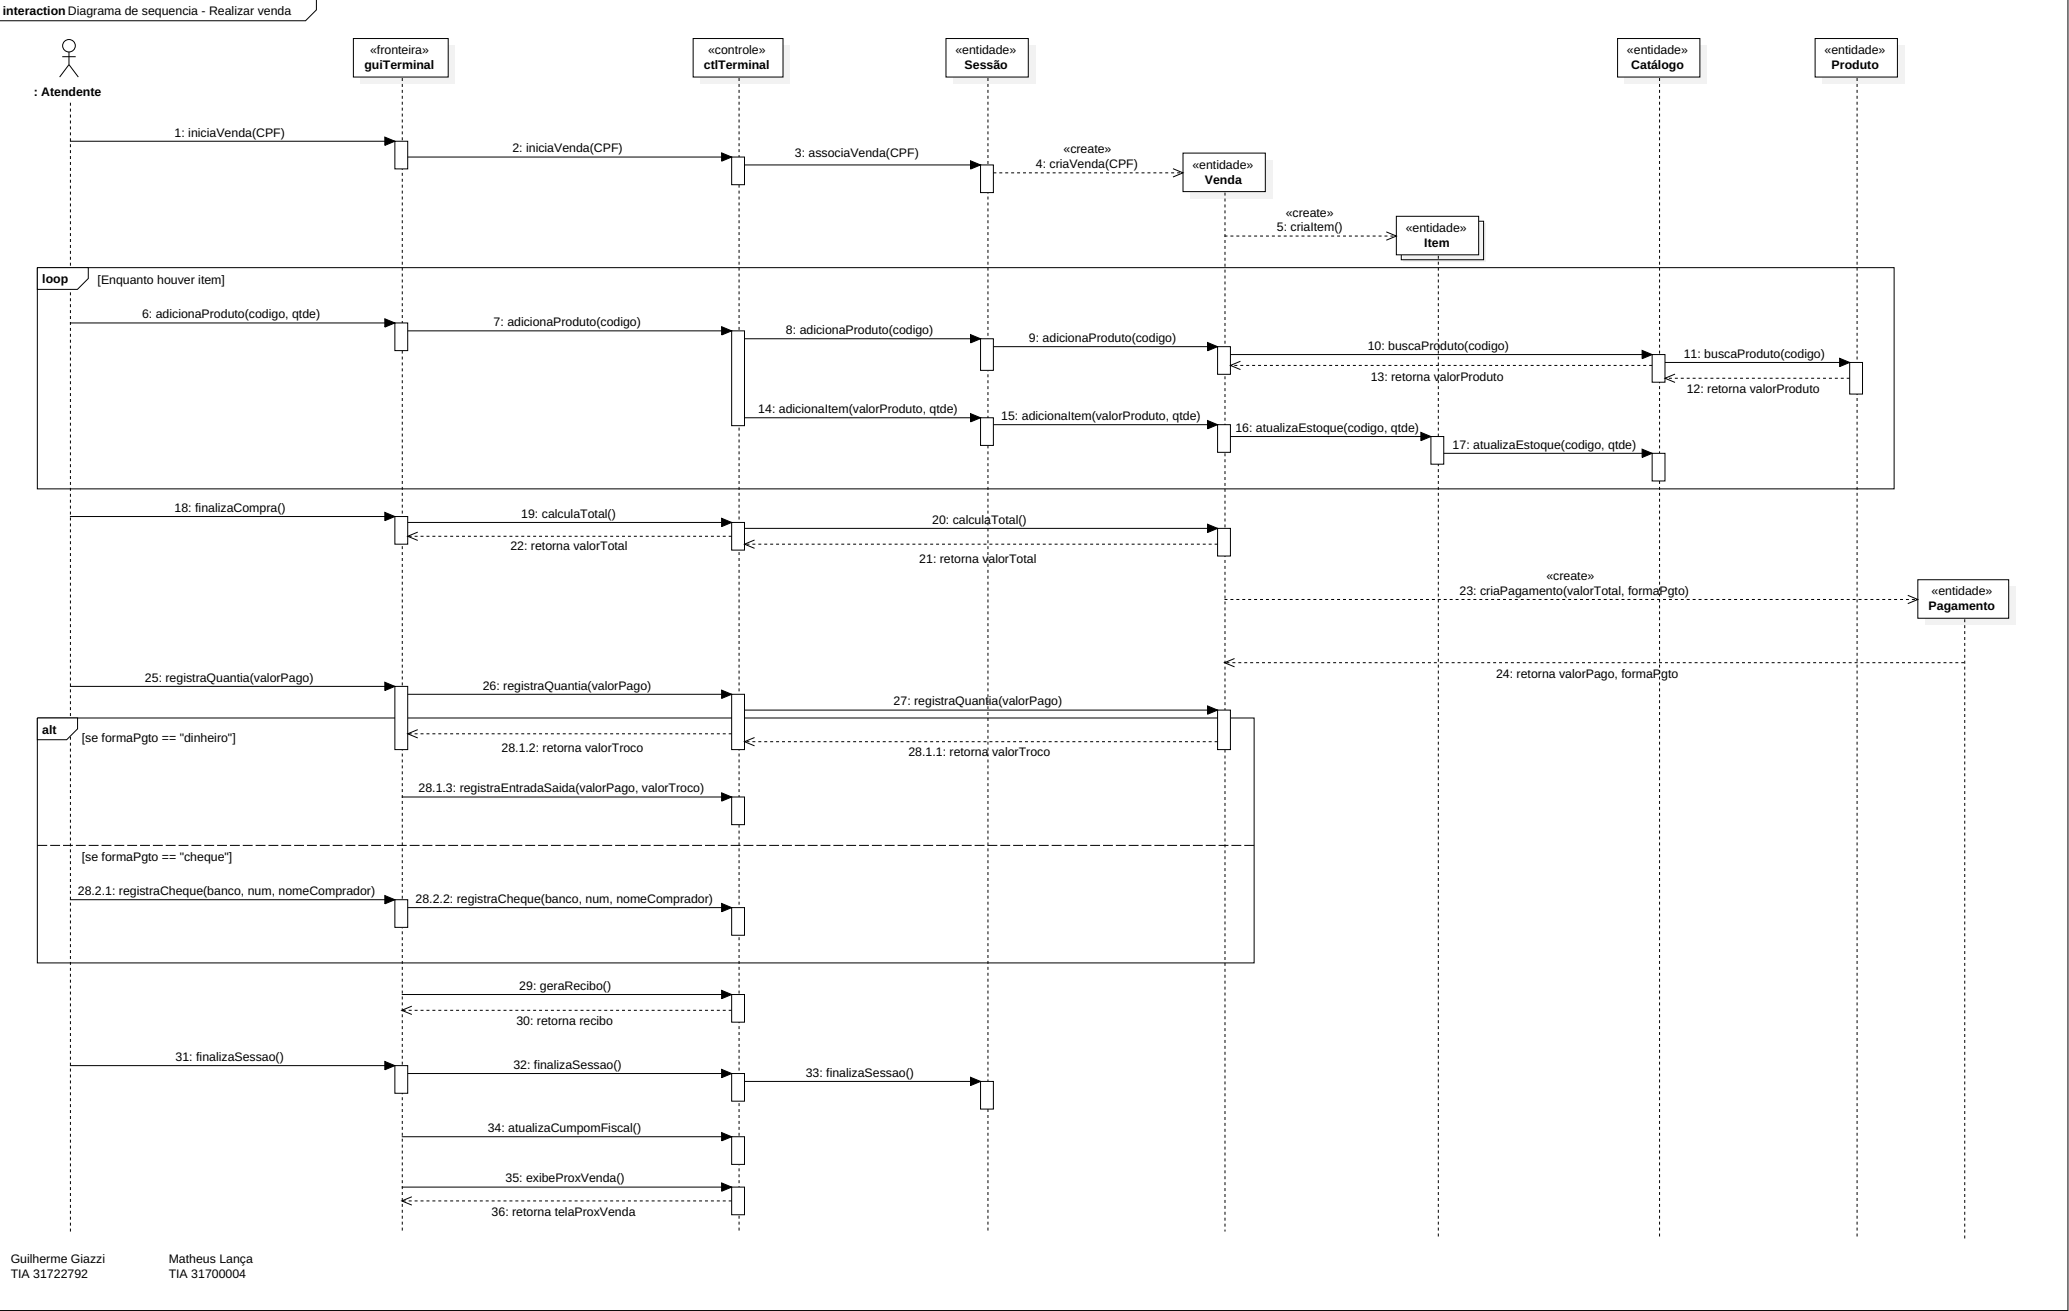 interaction Diagrama de sequencia - Realizar venda
: Atendente
«fronteira»
guiTerminal
«controle»
ctlTerminal
«entidade»
Sessão
«entidade»
Catálogo
«entidade»
Produto
1: iniciaVenda(CPF)
2: iniciaVenda(CPF)
3: associaVenda(CPF)
«create»
4: criaVenda(CPF)
«entidade»
Venda
«create»
5: criaItem()
«entidade»
Item
loop
[Enquanto houver item]
6: adicionaProduto(codigo, qtde)
7: adicionaProduto(codigo)
8: adicionaProduto(codigo)
9: adicionaProduto(codigo)
10: buscaProduto(codigo)
11: buscaProduto(codigo)
13: retorna valorProduto
12: retorna valorProduto
14: adicionaItem(valorProduto, qtde)
15: adicionaItem(valorProduto, qtde)
16: atualizaEstoque(codigo, qtde)
17: atualizaEstoque(codigo, qtde)
18: finalizaCompra()
19: calculaTotal()
20: calculaTotal()
22: retorna valorTotal
21: retorna valorTotal
«create»
23: criaPagamento(valorTotal, formaPgto)
«entidade»
Pagamento
24: retorna valorPago, formaPgto
25: registraQuantia(valorPago)
26: registraQuantia(valorPago)
27: registraQuantia(valorPago)
alt
[se formaPgto == "dinheiro"]
28.1.2: retorna valorTroco
28.1.1: retorna valorTroco
28.1.3: registraEntradaSaida(valorPago, valorTroco)
[se formaPgto == "cheque"]
28.2.1: registraCheque(banco, num, nomeComprador)
28.2.2: registraCheque(banco, num, nomeComprador)
29: geraRecibo()
30: retorna recibo
31: finalizaSessao()
32: finalizaSessao()
33: finalizaSessao()
34: atualizaCumpomFiscal()
35: exibeProxVenda()
36: retorna telaProxVenda
Guilherme Giazzi
TIA 31722792
Matheus Lança
TIA 31700004